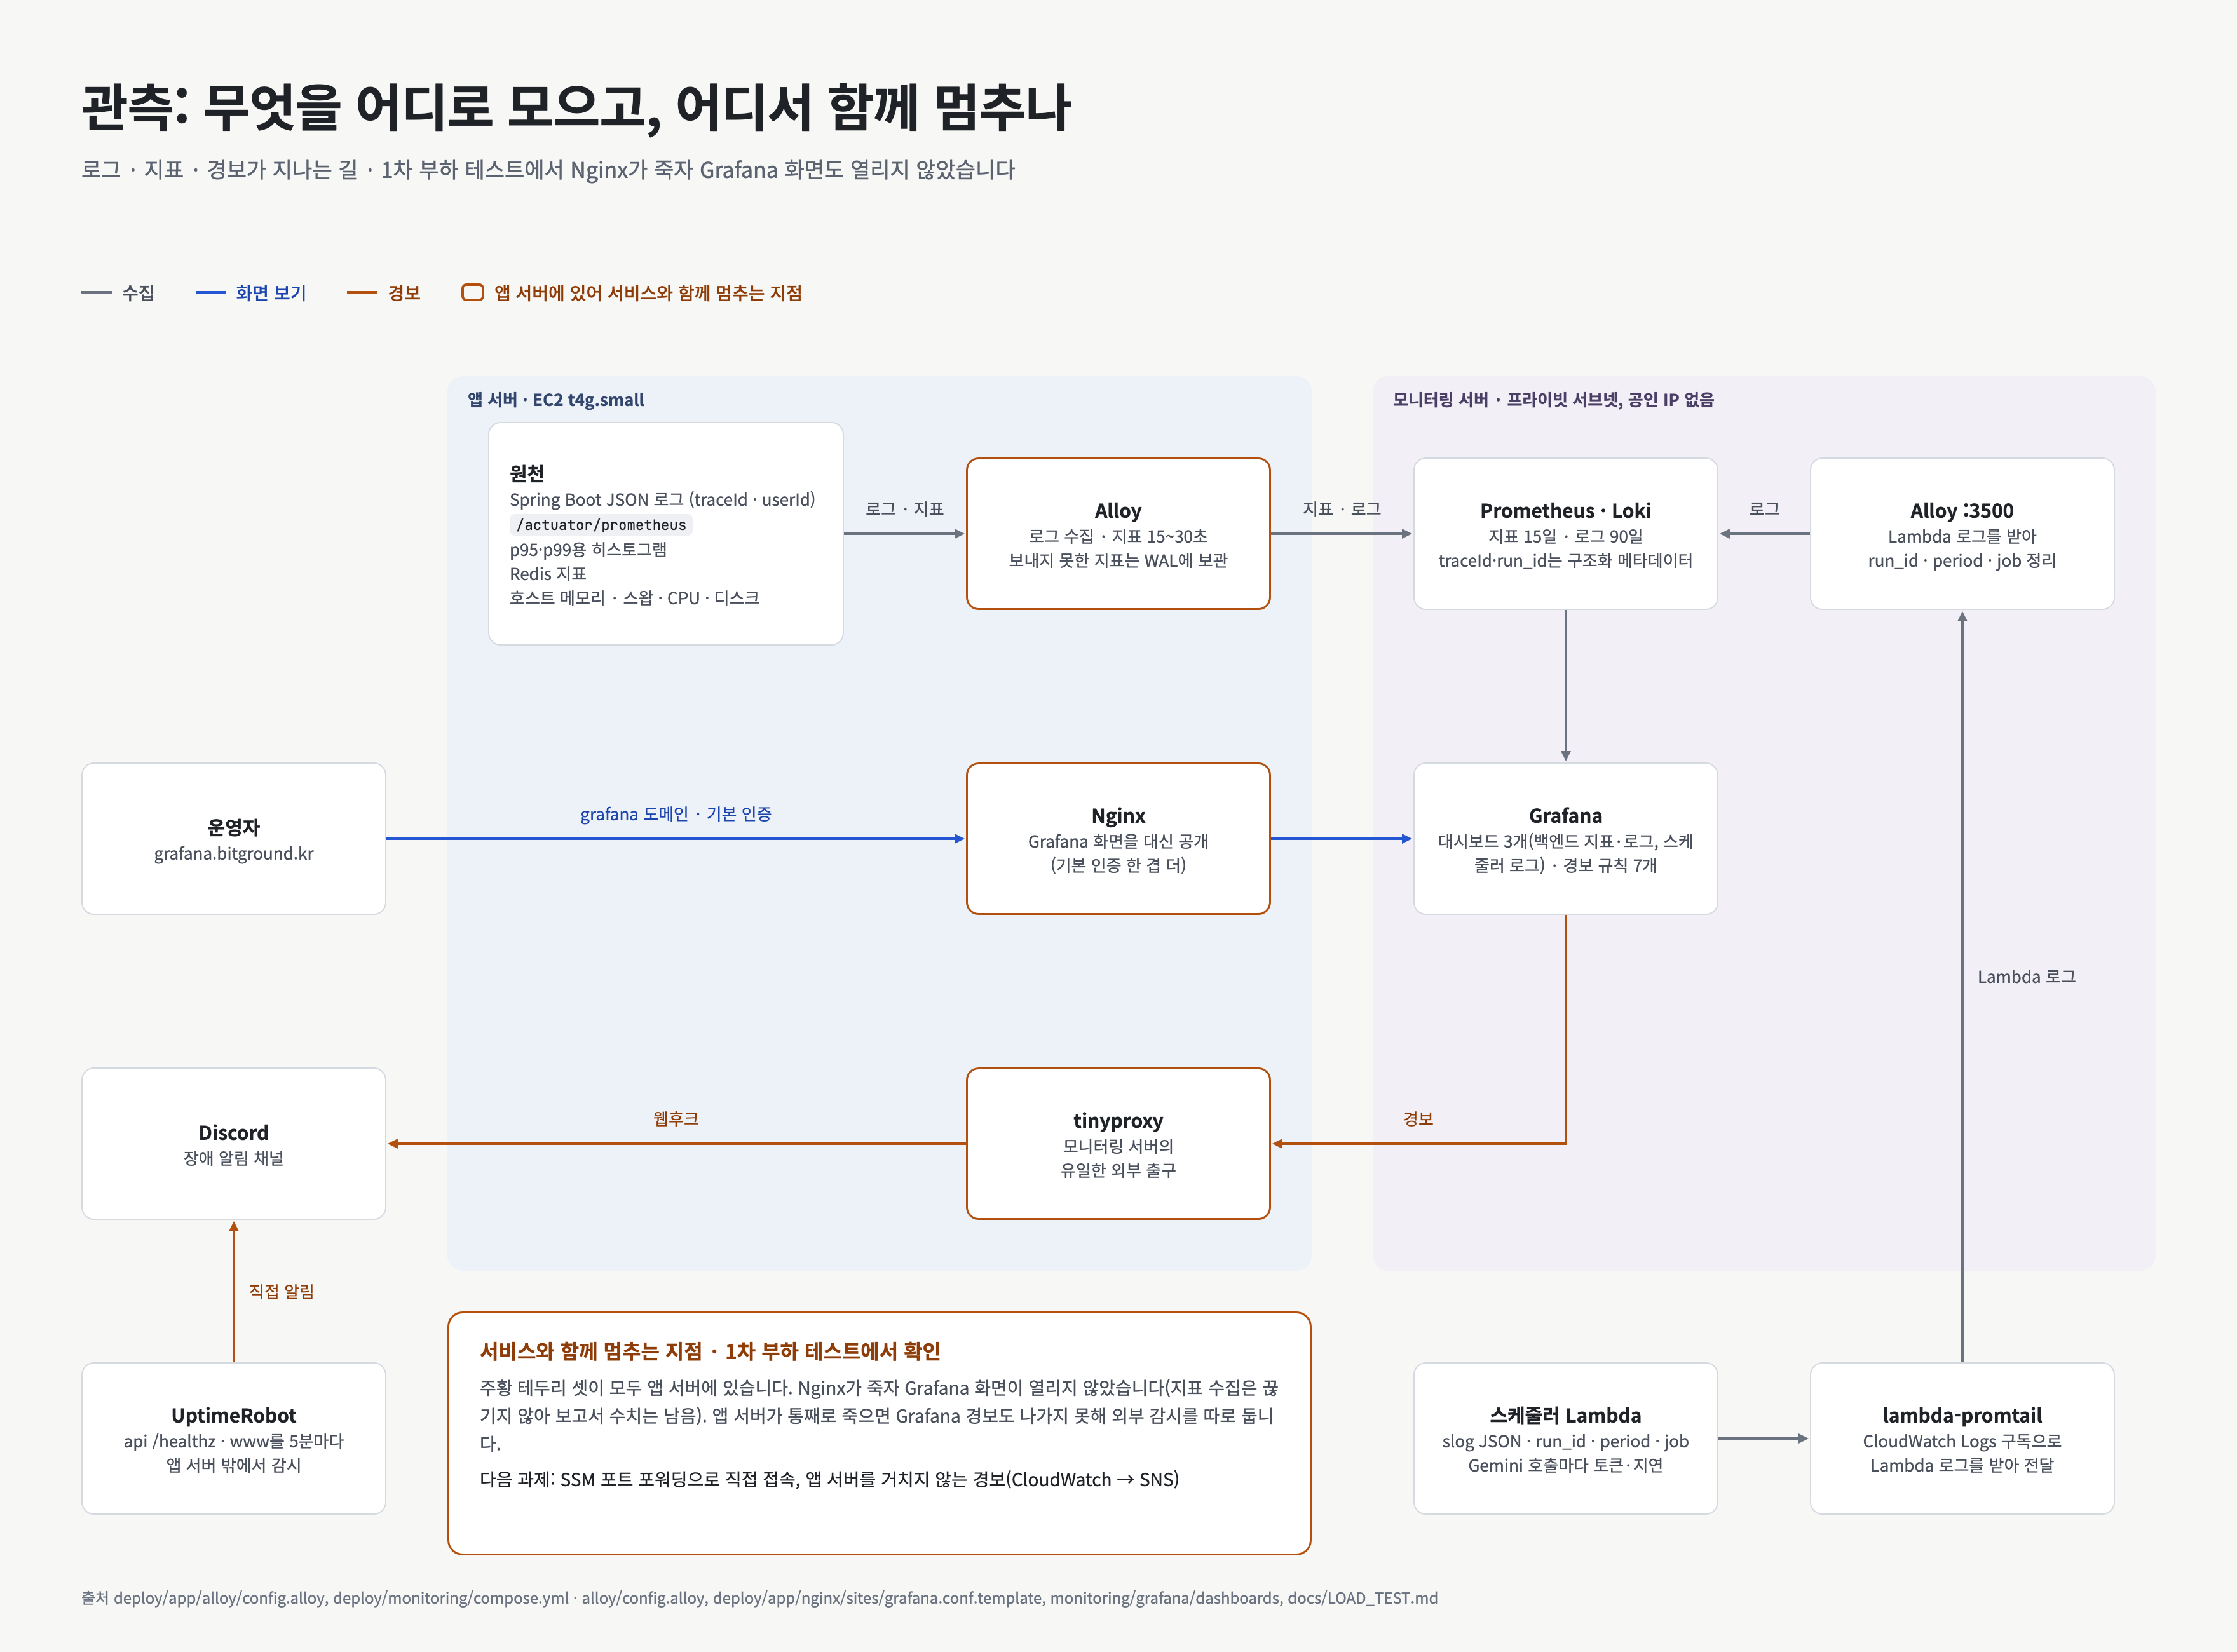 관측: 무엇을 어디로 모으고, 어디서 함께 멈추나
로그 · 지표 · 경보가 지나는 길 · 1차 부하 테스트에서 Nginx가 죽자 Grafana 화면도 열리지 않았습니다
수집
화면 보기
경보
앱 서버에 있어 서비스와 함께 멈추는 지점
앱 서버 · EC2 t4g.small
모니터링 서버 · 프라이빗 서브넷, 공인 IP 없음
원천
Spring Boot JSON 로그 (traceId · userId)
/actuator/prometheus
p95·p99용 히스토그램
Redis 지표
호스트 메모리 · 스왑 · CPU · 디스크
로그 · 지표
Alloy
로그 수집 · 지표 15~30초
보내지 못한 지표는 WAL에 보관
지표 · 로그
Prometheus · Loki
지표 15일 · 로그 90일
traceId·run_id는 구조화 메타데이터
로그
Alloy :3500
Lambda 로그를 받아
run_id · period · job 정리
운영자
grafana.bitground.kr
grafana 도메인 · 기본 인증
Nginx
Grafana 화면을 대신 공개
(기본 인증 한 겹 더)
Grafana
대시보드 3개(백엔드 지표·로그, 스케
줄러 로그) · 경보 규칙 7개
Lambda 로그
Discord
장애 알림 채널
웹후크
tinyproxy
모니터링 서버의
유일한 외부 출구
경보
직접 알림
UptimeRobot
api /healthz · www를 5분마다
앱 서버 밖에서 감시
서비스와 함께 멈추는 지점 · 1차 부하 테스트에서 확인
주황 테두리 셋이 모두 앱 서버에 있습니다. Nginx가 죽자 Grafana 화면이 열리지 않았습니다(지표 수집은 끊
기지 않아 보고서 수치는 남음). 앱 서버가 통째로 죽으면 Grafana 경보도 나가지 못해 외부 감시를 따로 둡니
다.
다음 과제: SSM 포트 포워딩으로 직접 접속, 앱 서버를 거치지 않는 경보(CloudWatch → SNS)
스케줄러 Lambda
slog JSON · run_id · period · job
Gemini 호출마다 토큰·지연
lambda-promtail
CloudWatch Logs 구독으로
Lambda 로그를 받아 전달
출처 deploy/app/alloy/config.alloy, deploy/monitoring/compose.yml · alloy/config.alloy, deploy/app/nginx/sites/grafana.conf.template, monitoring/grafana/dashboards, docs/LOAD_TEST.md